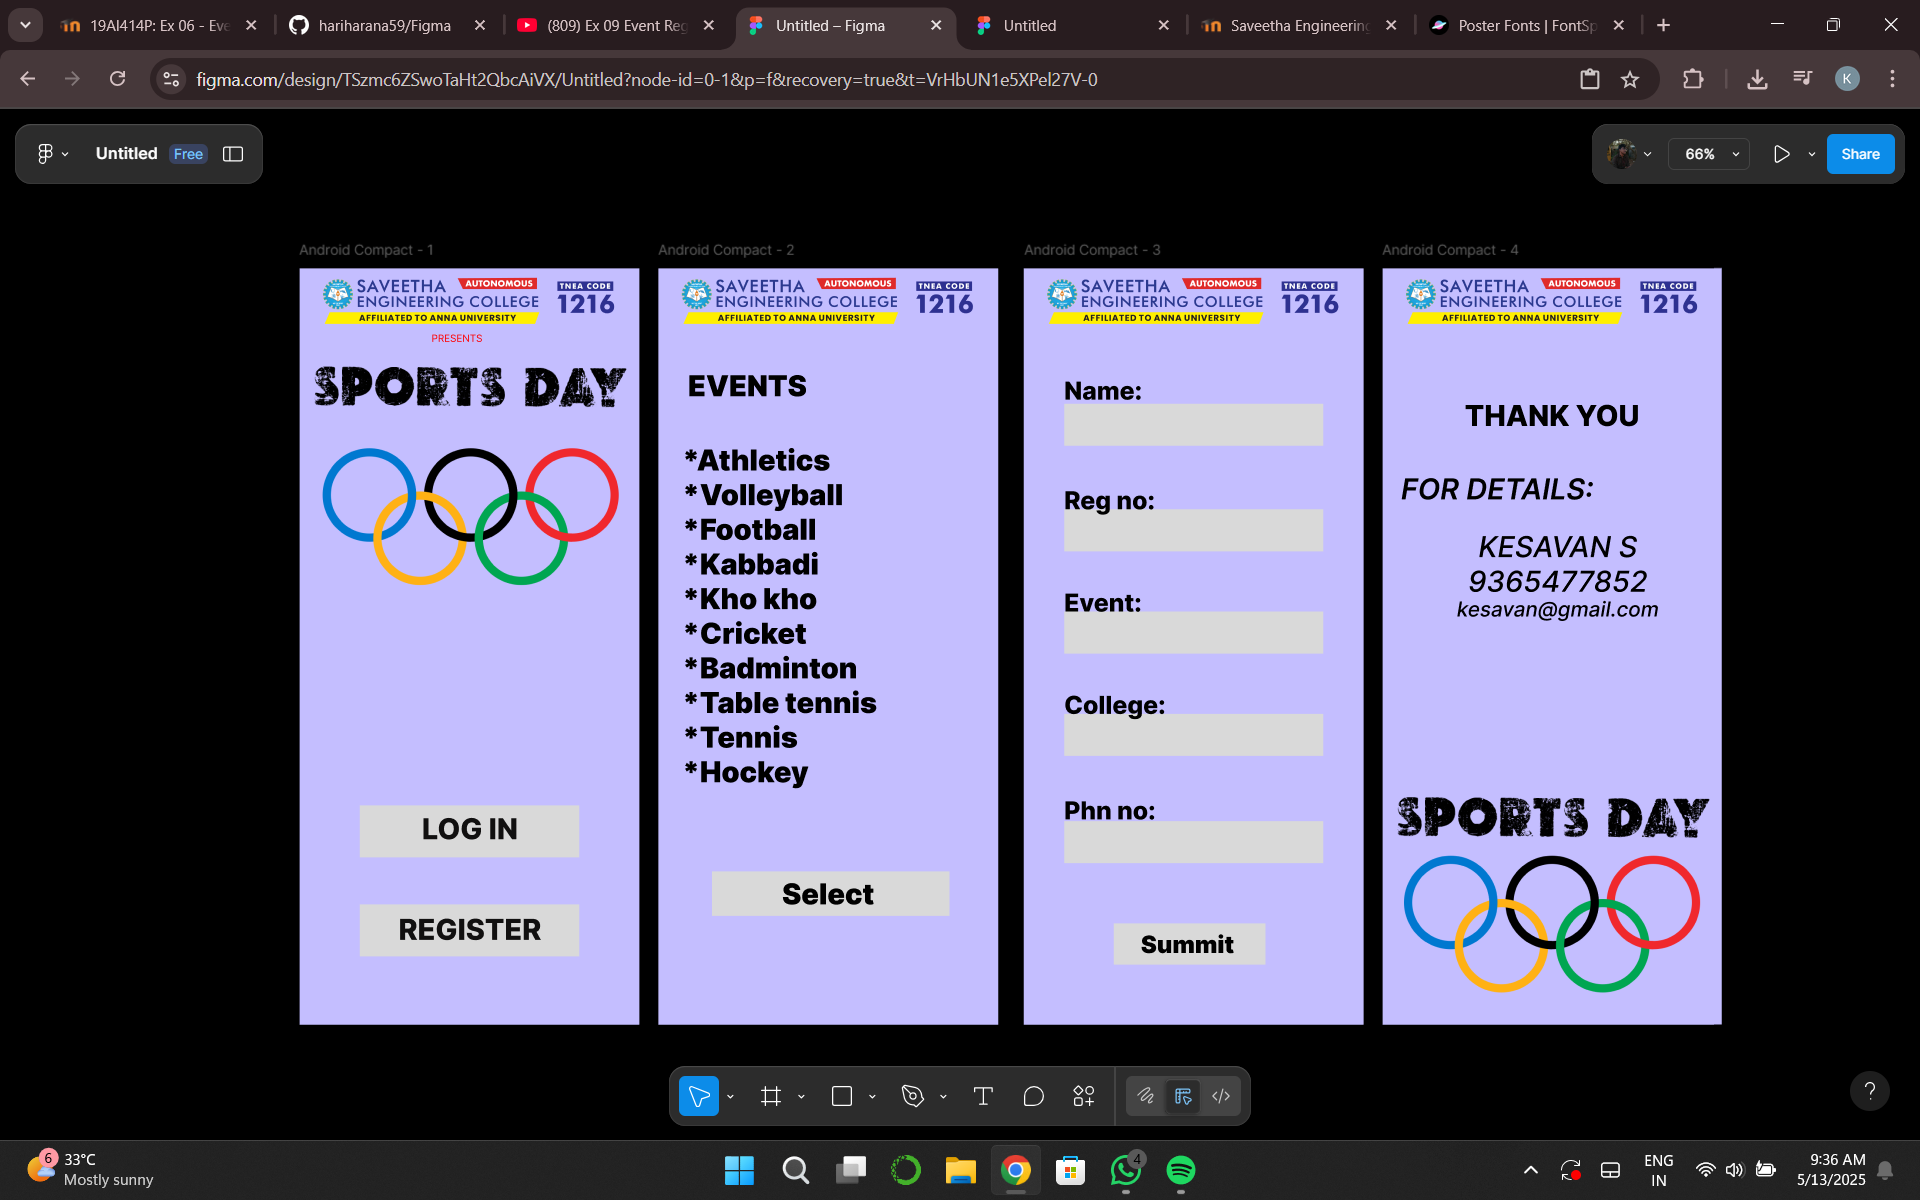 19AI414P: Ex 06 - Eve
hariharana59/Figma
(809) Ex 09 Event Reg
Untitled – Figma
Untitled
Saveetha Engineering
Poster Fonts | FontSp
figma.com/design/TSzmc6ZSwoTaHt2QbcAiVX/Untitled?node-id=0-1&p=f&recovery=true&t=VrHbUN1e5XPel27V-0
K
Untitled Free
66%
Share
Android Compact - 1
SAVEETHA AUTONOMOUS
ENGINEERING COLLEGE
AFFILIATED TO ANNA UNIVERSITY
TNEA CODE
1216
PRESENTS
SPORTS DAY
LOG IN
REGISTER
Android Compact - 2
SAVEETHA AUTONOMOUS
ENGINEERING COLLEGE
AFFILIATED TO ANNA UNIVERSITY
TNEA CODE
1216
EVENTS
*Athletics
*Volleyball
*Football
*Kabbadi
*Kho kho
*Cricket
*Badminton
*Table tennis
*Tennis
*Hockey
Select
Android Compact - 3
SAVEETHA AUTONOMOUS
ENGINEERING COLLEGE
AFFILIATED TO ANNA UNIVERSITY
TNEA CODE
1216
Name:
Reg no:
Event:
College:
Phn no:
Summit
Android Compact - 4
SAVEETHA AUTONOMOUS
ENGINEERING COLLEGE
AFFILIATED TO ANNA UNIVERSITY
TNEA CODE
1216
THANK YOU
FOR DETAILS:
KESAVAN S
9365477852
kesavan@gmail.com
SPORTS DAY
?
6
33°C
Mostly sunny
4
ENG
IN
9:36 AM
5/13/2025